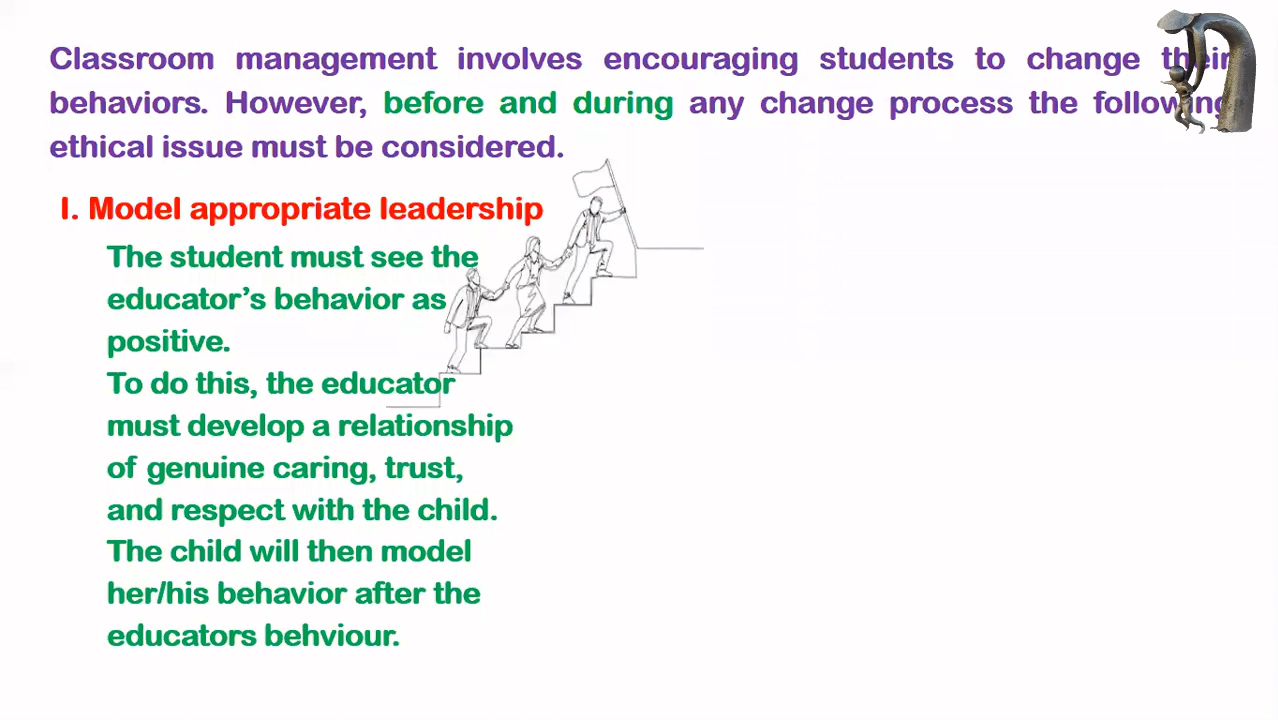 Classroom management involves encouraging students to change their
behaviors. However, before and during any change process the following
ethical issue must be considered.
I. Model appropriate leadership
The student must see the
educator’s behavior as
positive.
To do this, the educator
must develop a relationship
of genuine caring, trust,
and respect with the child.
The child will then model
her/his behavior after the
educators behviour.